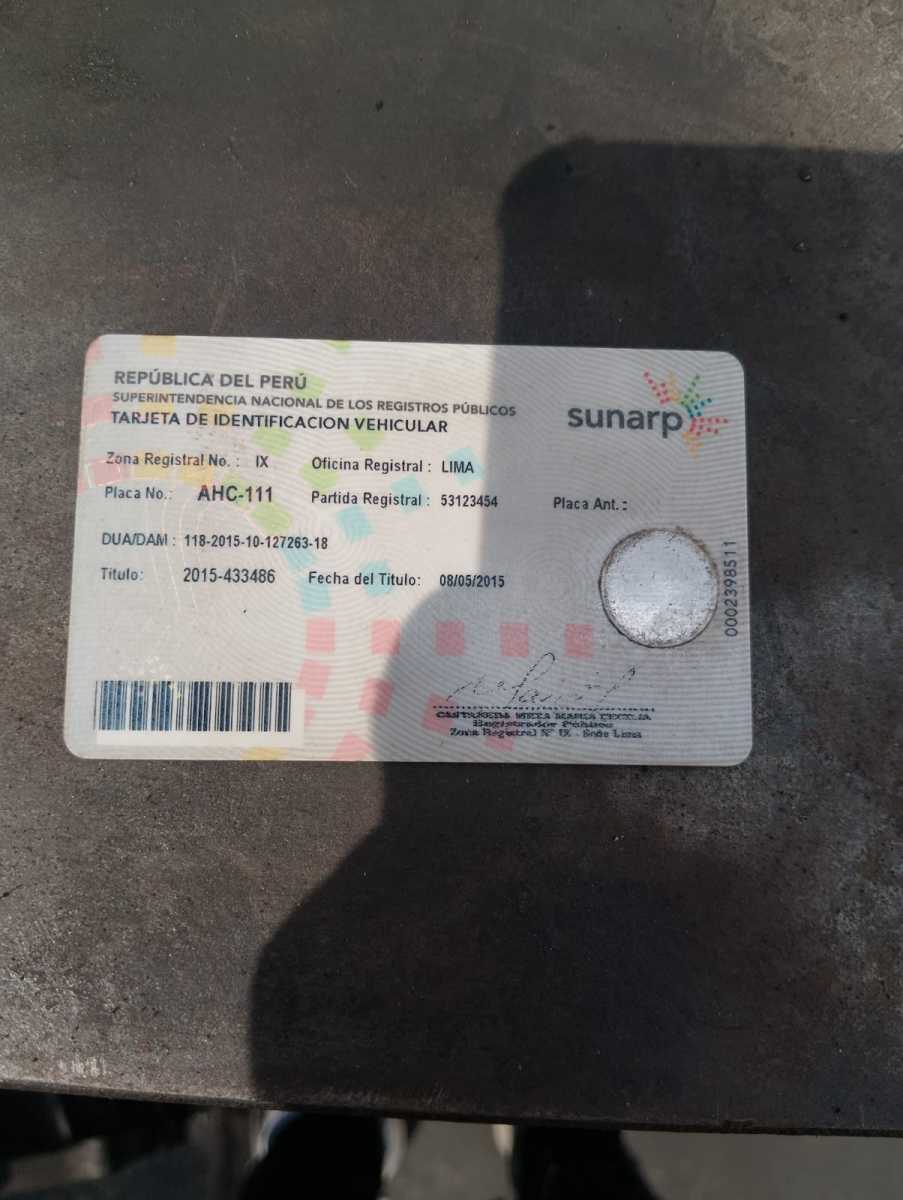 REPÚBLICA DEL PERÚ
SUPERINTENDENCIA NACIONAL DE LOS REGISTROS PÚBLICOS
TARJETA DE IDENTIFICACION VEHICULAR
sunarp
Zona Registral No. : IX Oficina Registral : LIMA
Placa No.: AHC-111 Partida Registral : 53123454 Placa Ant. :
DUA/DAM : 118-2015-10-127263-18
Titulo: 2015-433486 Fecha del Titulo: 08/05/2015
0002398511
MARIA
Registrador Público
Zona Registral N° IX - Sede Lima